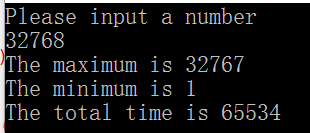 Please input a number
32768
The maximum is 32767
The minimum is 1
The total time is 65534